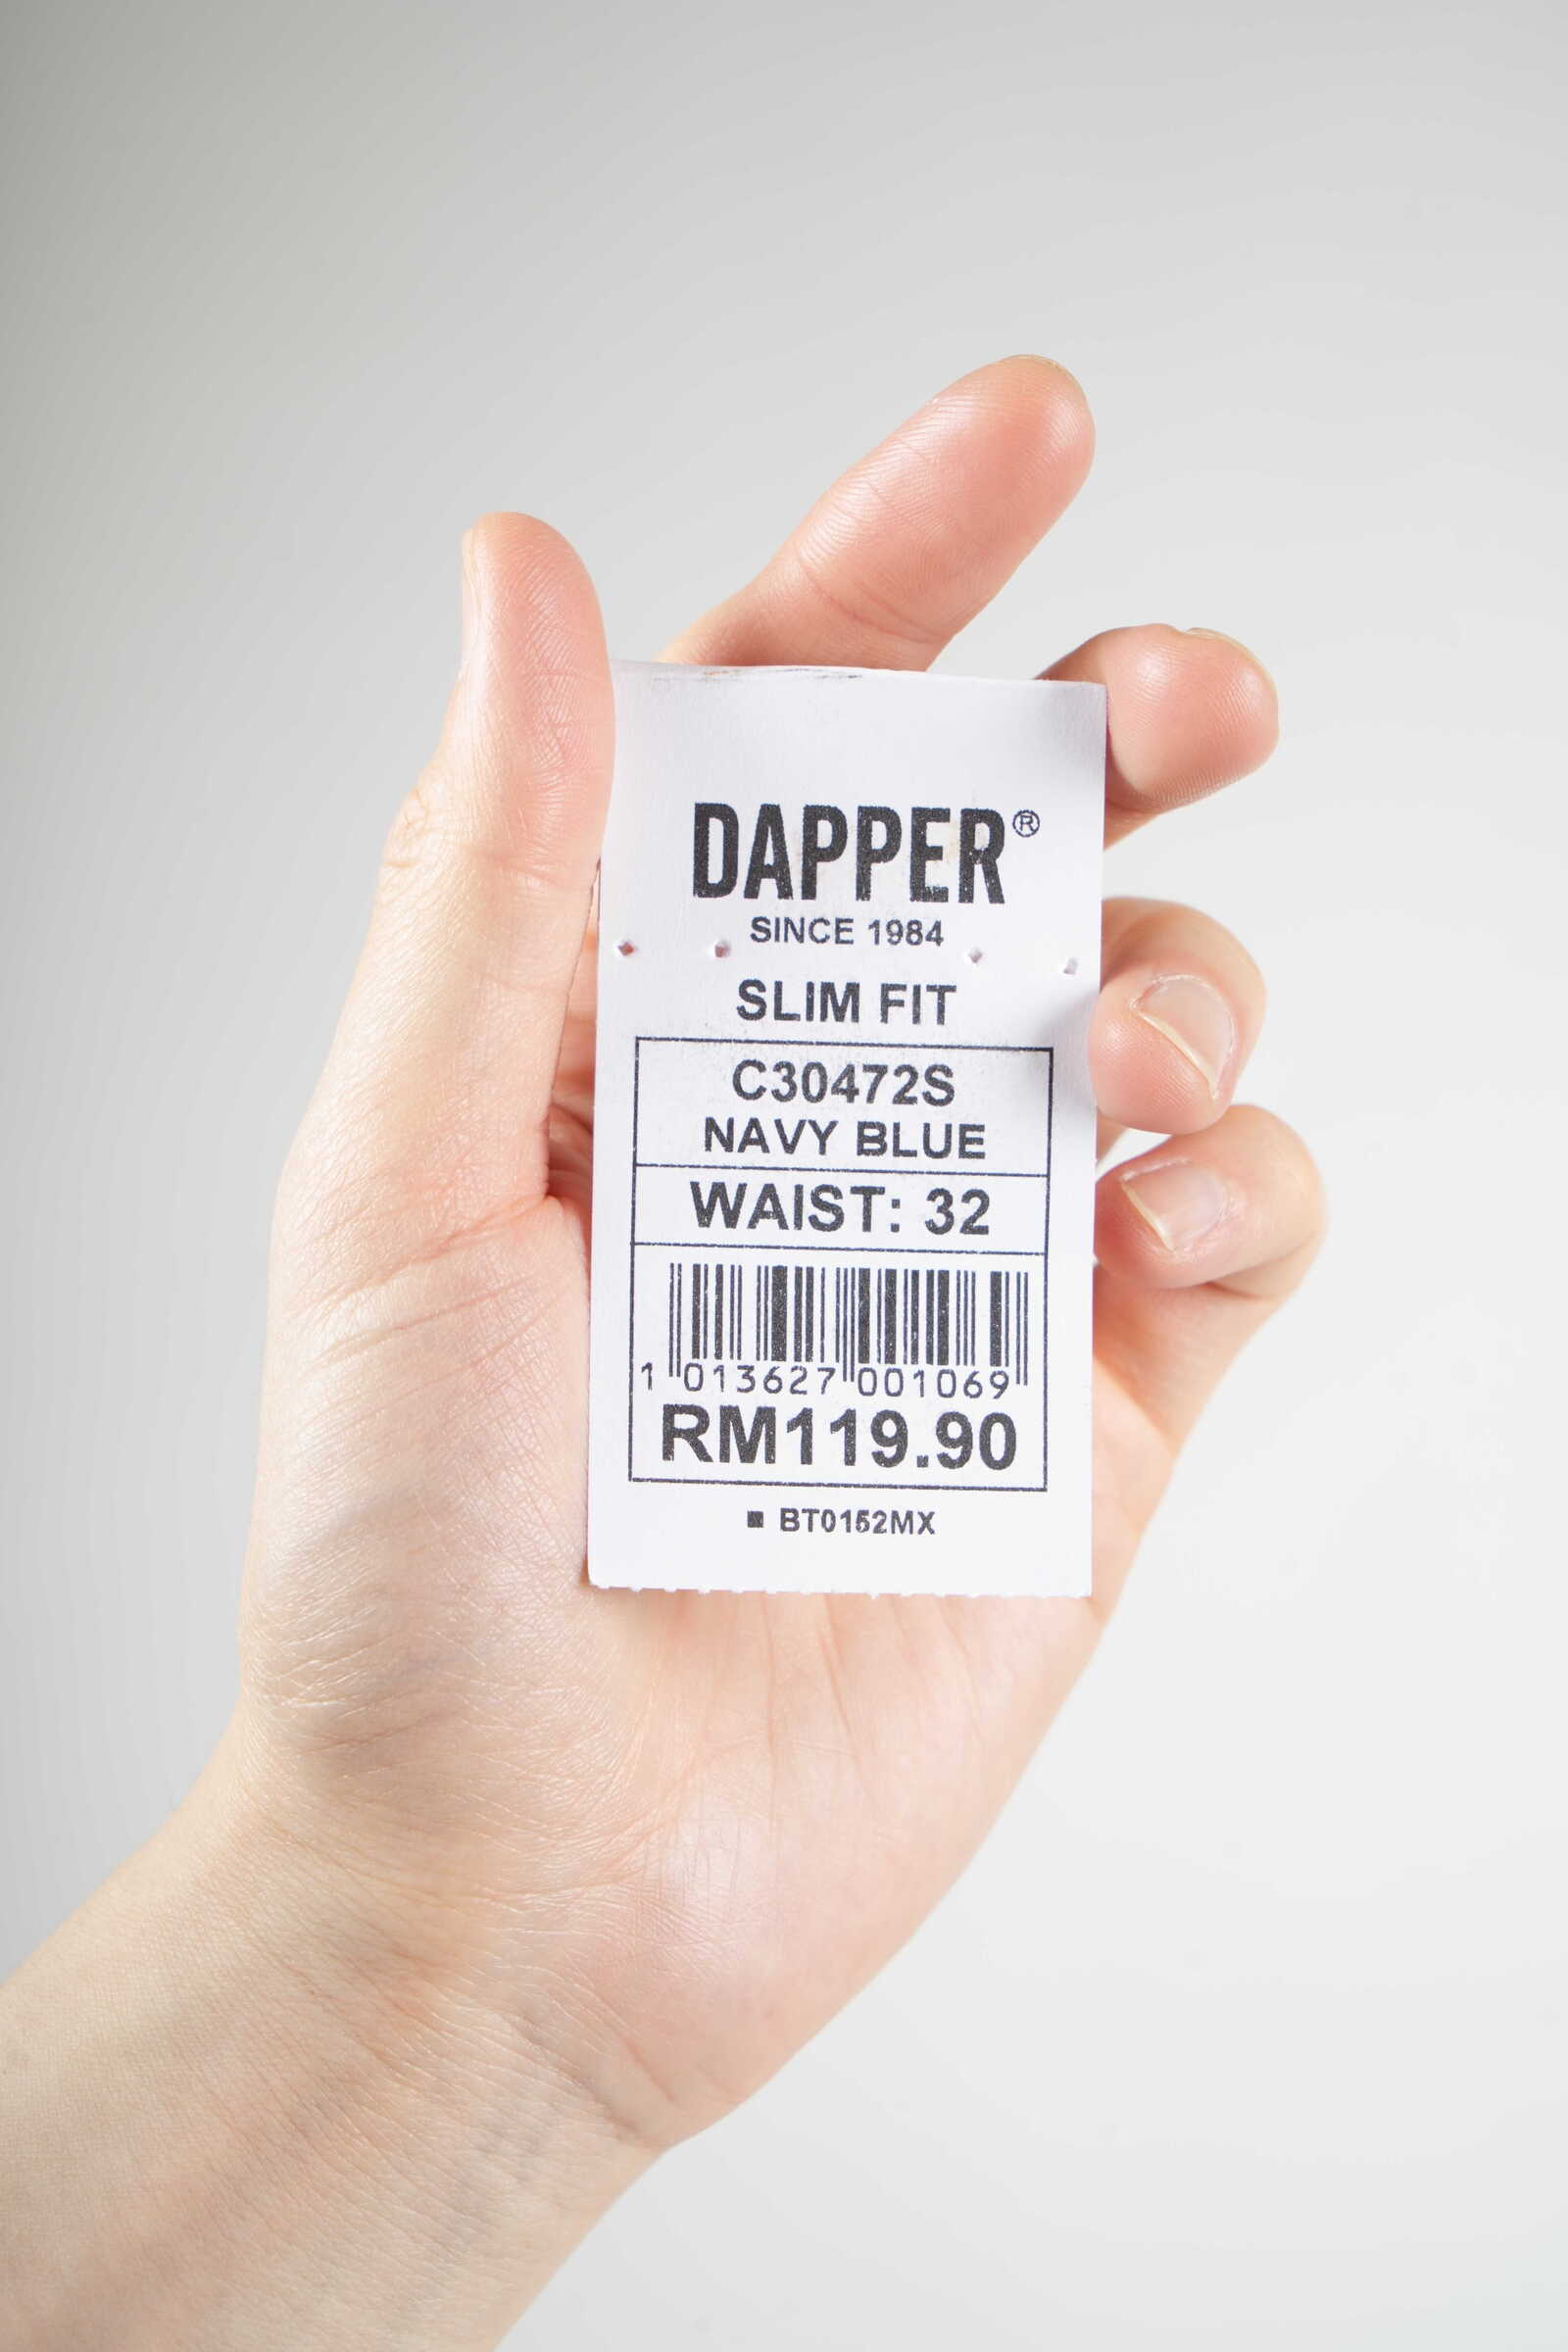 DAPPER®
SINCE 1984
SLIM FIT
C30472S
NAVY BLUE
WAIST: 32
1 013627 001069
RM119.90
■ BT0152MX